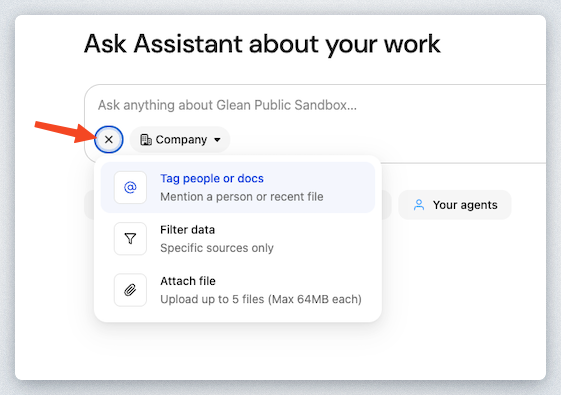 Ask Assistant about your work
Ask anything about Glean Public Sandbox...
Company
Tag people or docs
Mention a person or recent file
Filter data
Specific sources only
Attach file
Upload up to 5 files (Max 64MB each)
Your agents